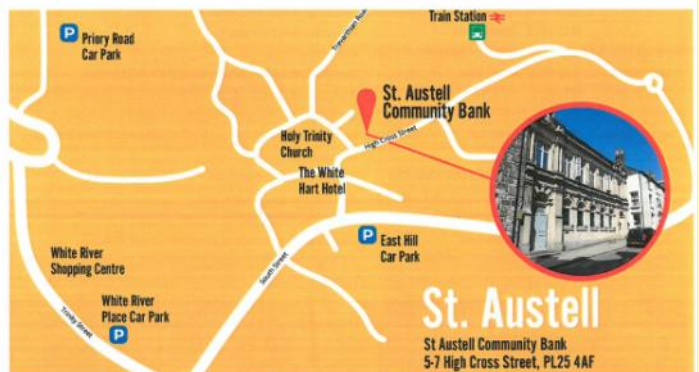 Train Station
P Priory Road
Car Park
Trevarthian Road
St. Austell
Community Bank
High Cross Street
Holy Trinity
Church
The White
Hart Hotel
P East Hill
Car Park
White River
Shopping Centre
South Street
White River
Place Car Park
P
Trinity Street
St. Austell
St Austell Community Bank
5-7 High Cross Street, PL25 4AF